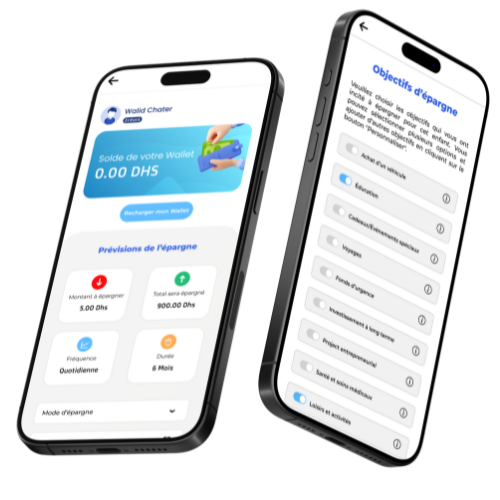 Walid Chater
Enfant
Solde de votre Wallet
0.00 DHS
Recharger mon Wallet
Prévisions de l'épargne
Montant à épargner
5.00 Dhs
Total sera épargné
900.00 Dhs
Fréquence
Quotidienne
Durée
6 Mois
Mode d'épargne
Objectifs d'épargne
Veuillez choisir les objectifs qui vous ont
incité à épargner pour cet enfant. Vous
pouvez sélectionner plusieurs options et
ajouter d'autres objectifs en cliquant sur le
bouton "Personnaliser".
Achat d'un véhicule
Éducation
Cadeaux/Événements spéciaux
Voyages
Fonds d'urgence
Investissement à long terme
Project entrepreneurial
Santé et soins médicaux
Loisirs et activités